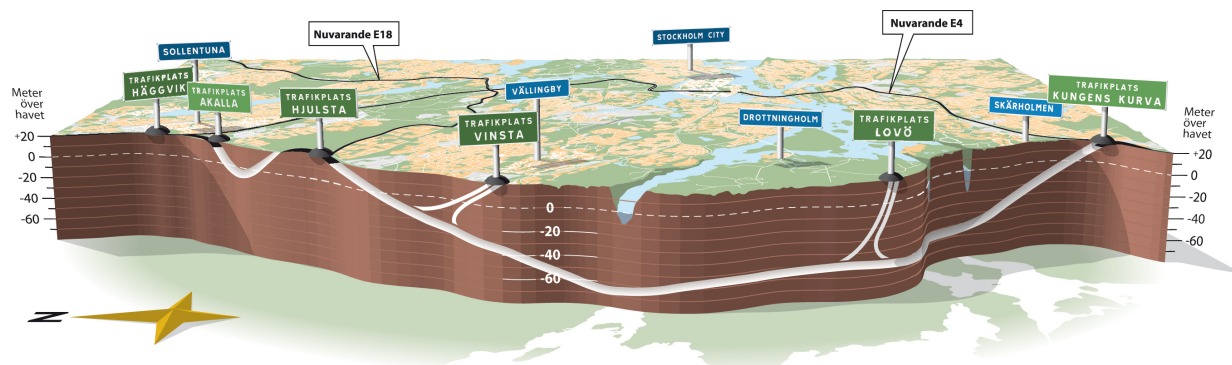 Nuvarande E18
Nuvarande E4
STOCKHOLM CITY
SOLLENTUNA
TRAFIKPLATS
HÄGGVIK
TRAFIKPLATS
AKALLA
TRAFIKPLATS
HJULSTA
VÄLLINGBY
TRAFIKPLATS
VINSTA
DROTTNINGHOLM
TRAFIKPLATS
LOVÖ
SKÄRHOLMEN
TRAFIKPLATS
KUNGENS KURVA
Meter
över
havet
+20
0
-20
-40
-60
0
-20
-40
-60
Meter
över
havet
+20
0
-20
-40
-60
N